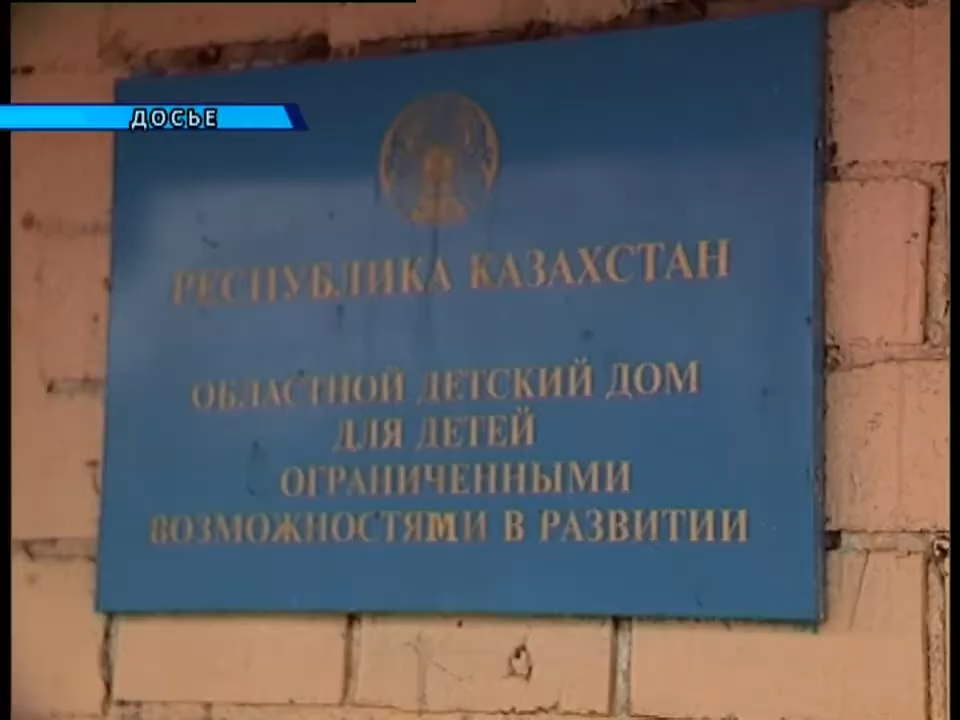 ДОСЬЕ
РЕСПУБЛИКА КАЗАХСТАН
ОБЛАСТНОЙ ДЕТСКИЙ ДОМ
ДЛЯ ДЕТЕЙ
ОГРАНИЧЕННЫМИ
ВОЗМОЖНОСТЯМИ В РАЗВИТИИ